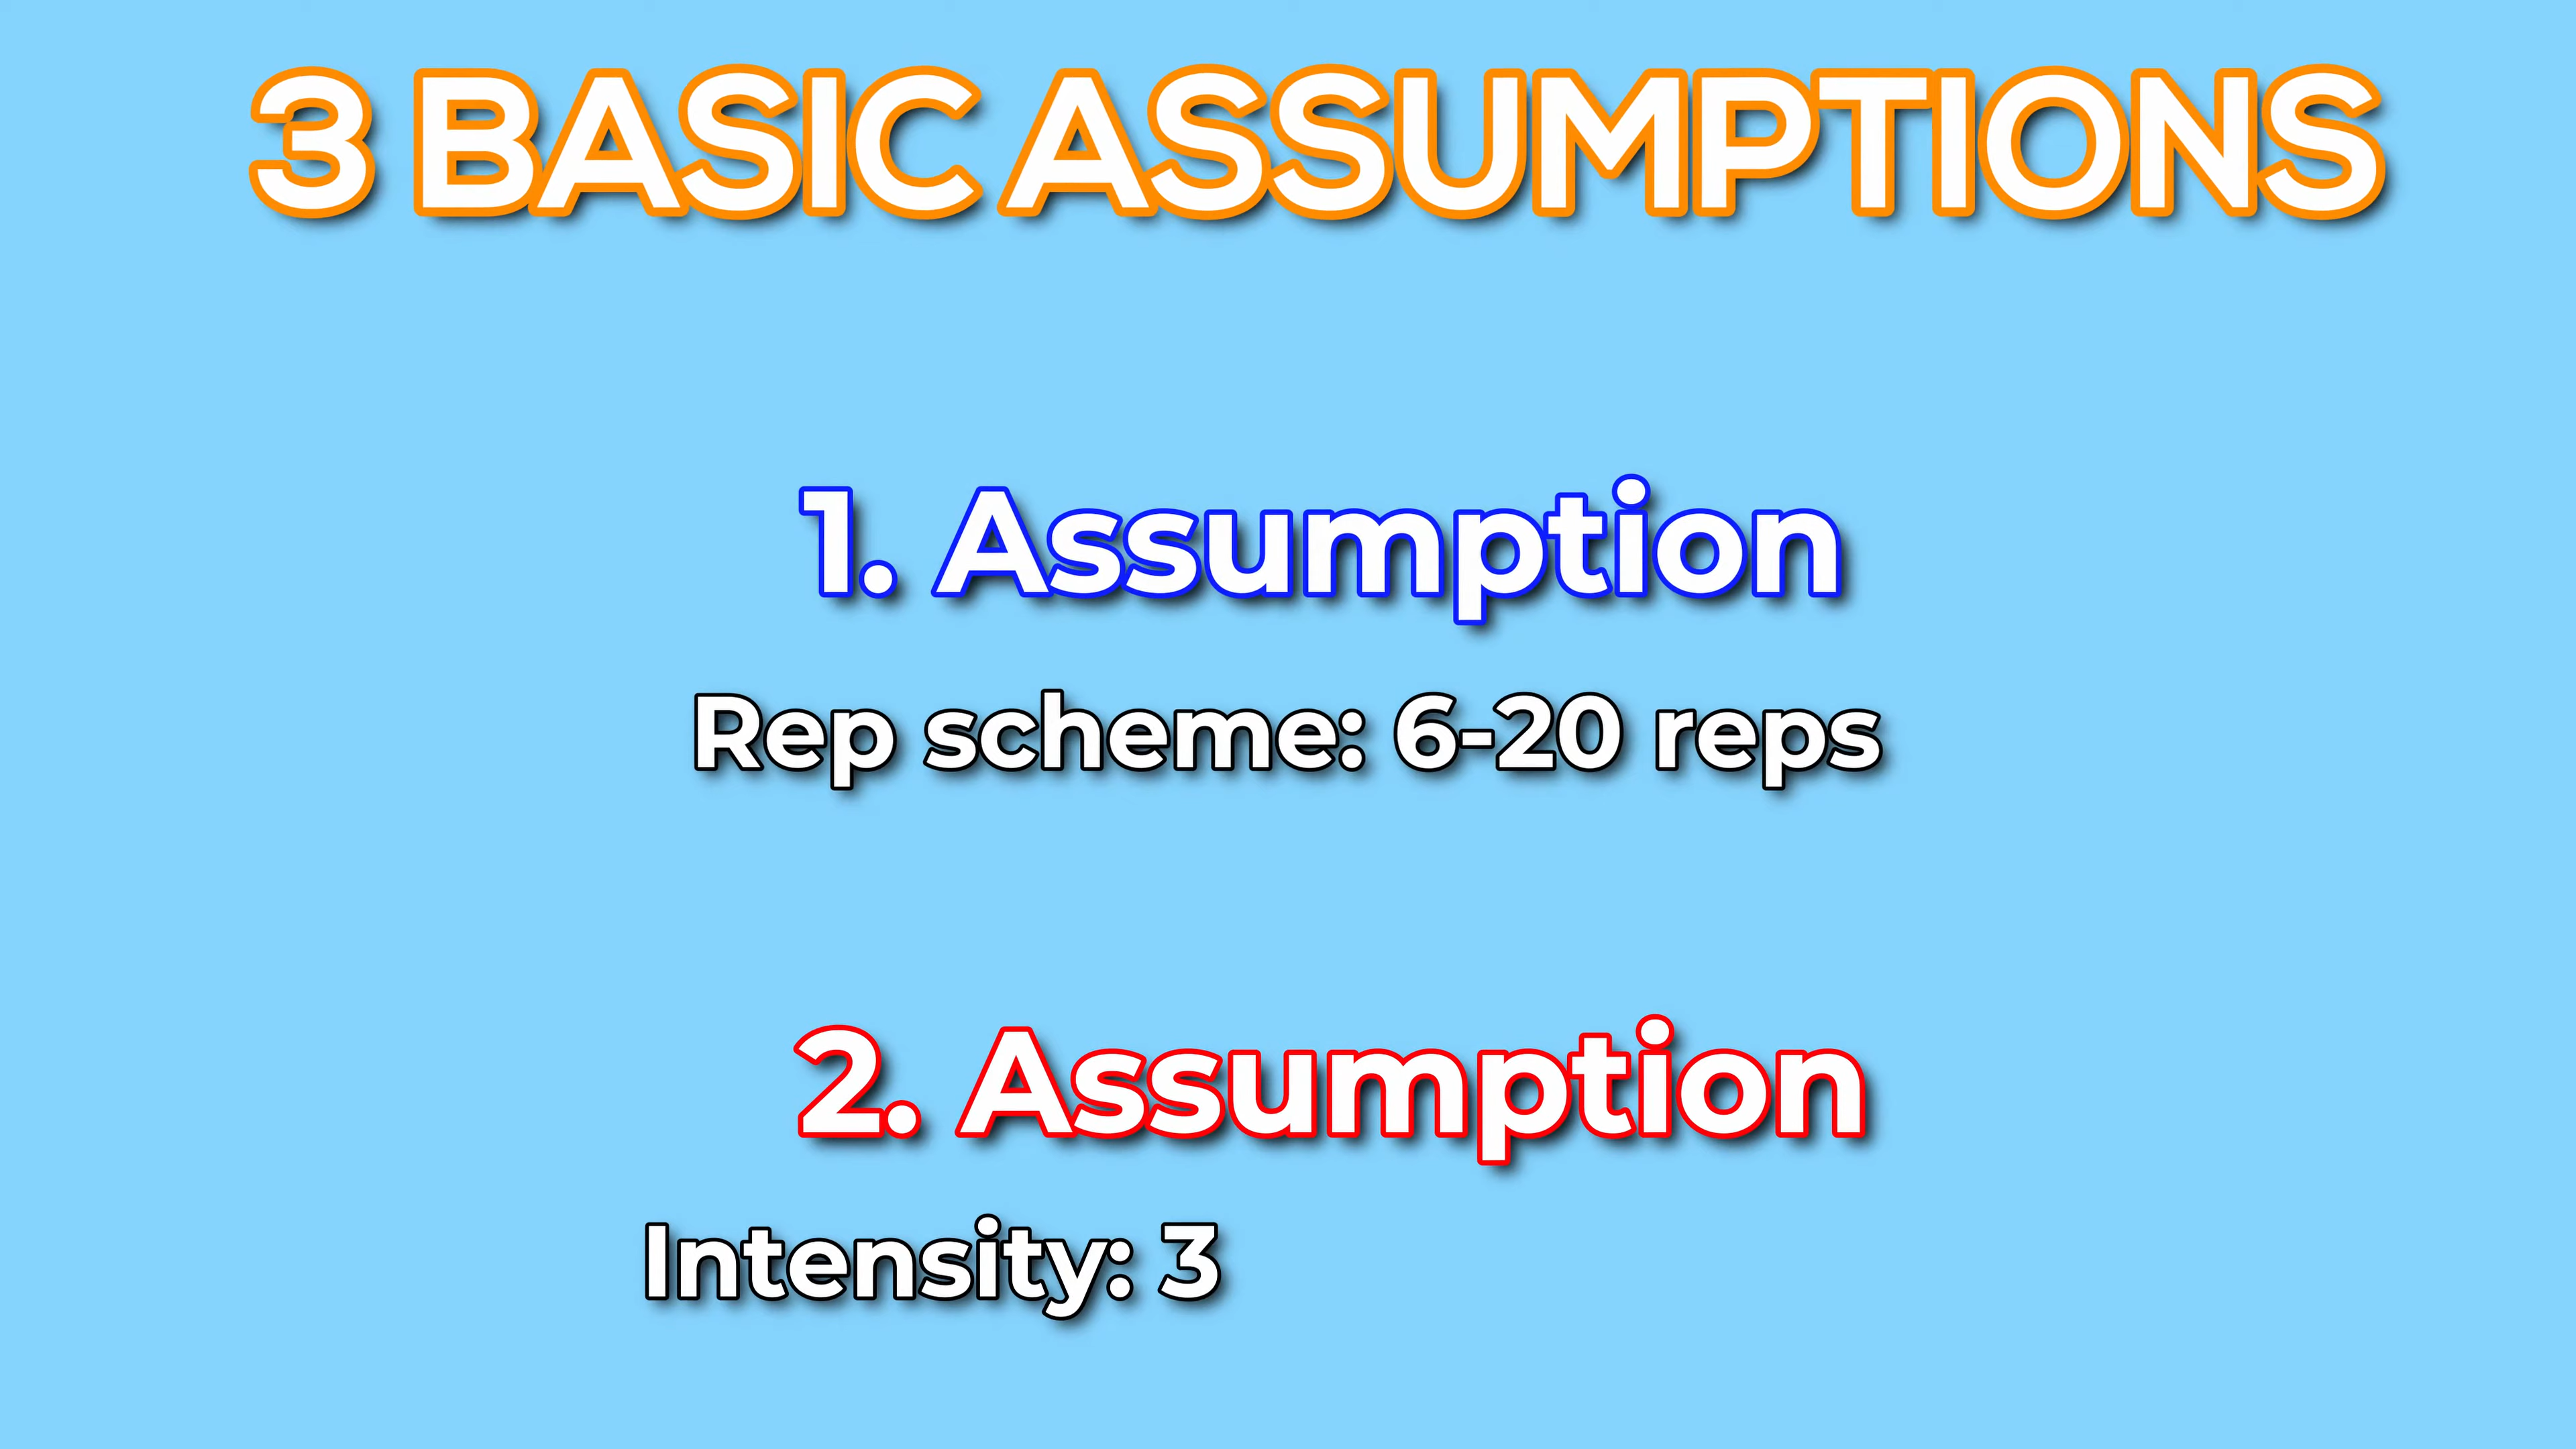 3 BASIC ASSUMPTIONS
1. Assumption
Rep scheme: 6-20 reps
2. Assumption
Intensity: 3